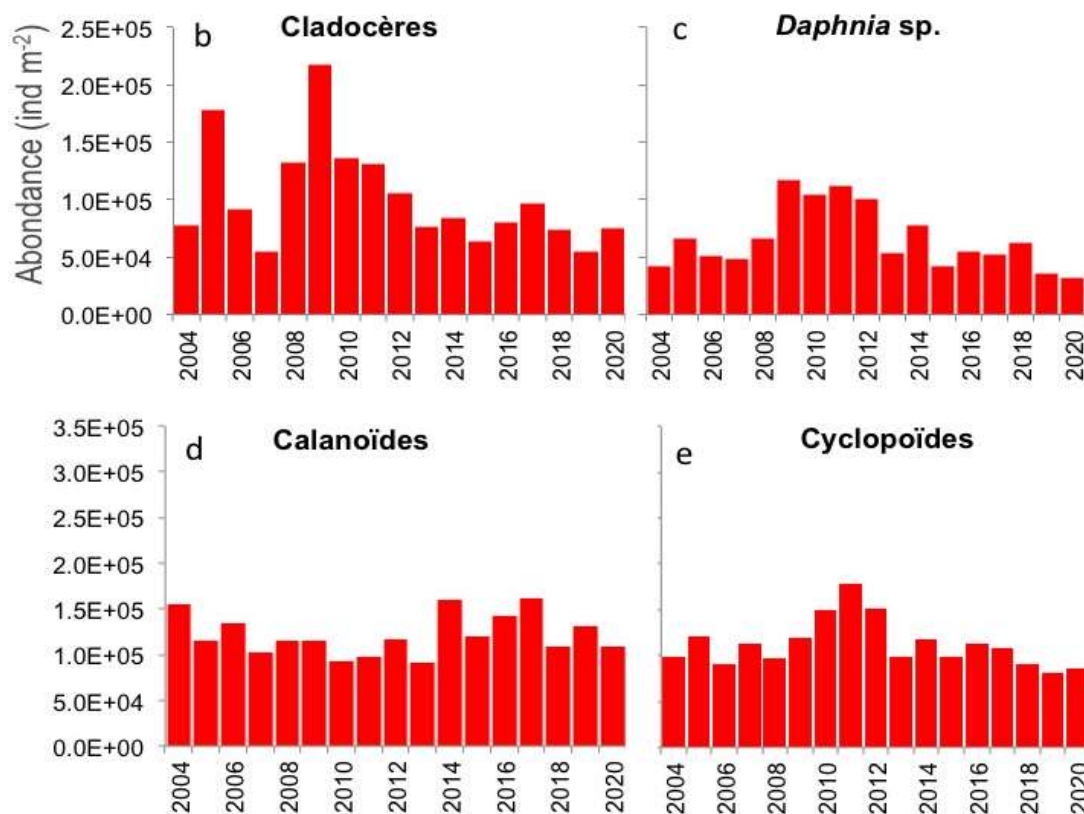 Abondance (ind m-2)
b
Cladocères
2.5E+05
2.0E+05
1.5E+05
1.0E+05
5.0E+04
0.0E+00
2004
2006
2008
2010
2012
2014
2016
2018
2020
c
Daphnia sp.
2004
2006
2008
2010
2012
2014
2016
2018
2020
d
Calanoïdes
3.5E+05
3.0E+05
2.5E+05
2.0E+05
1.5E+05
1.0E+05
5.0E+04
0.0E+00
2004
2006
2008
2010
2012
2014
2016
2018
2020
e
Cyclopoïdes
2004
2006
2008
2010
2012
2014
2016
2018
2020